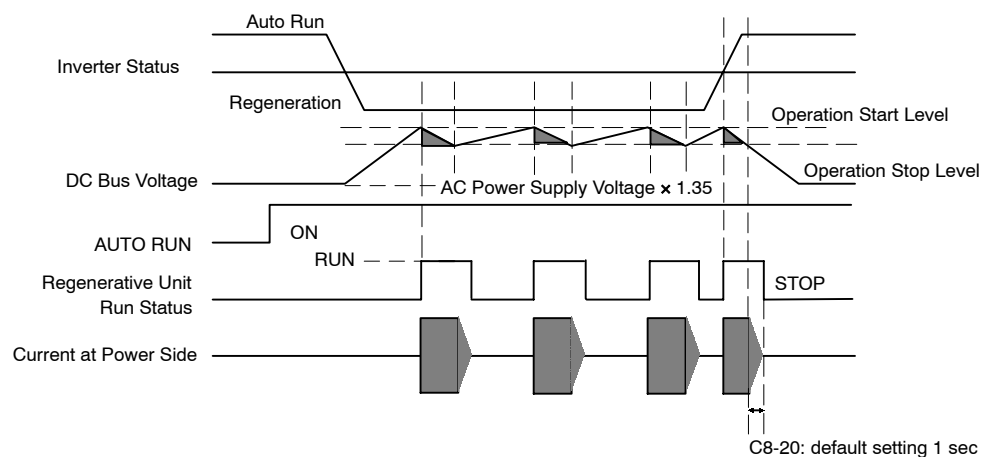 Auto Run
Inverter Status
Regeneration
Operation Start Level
Operation Stop Level
DC Bus Voltage
AC Power Supply Voltage × 1.35
AUTO RUN
ON
RUN
Regenerative Unit
Run Status
STOP
Current at Power Side
C8-20: default setting 1 sec